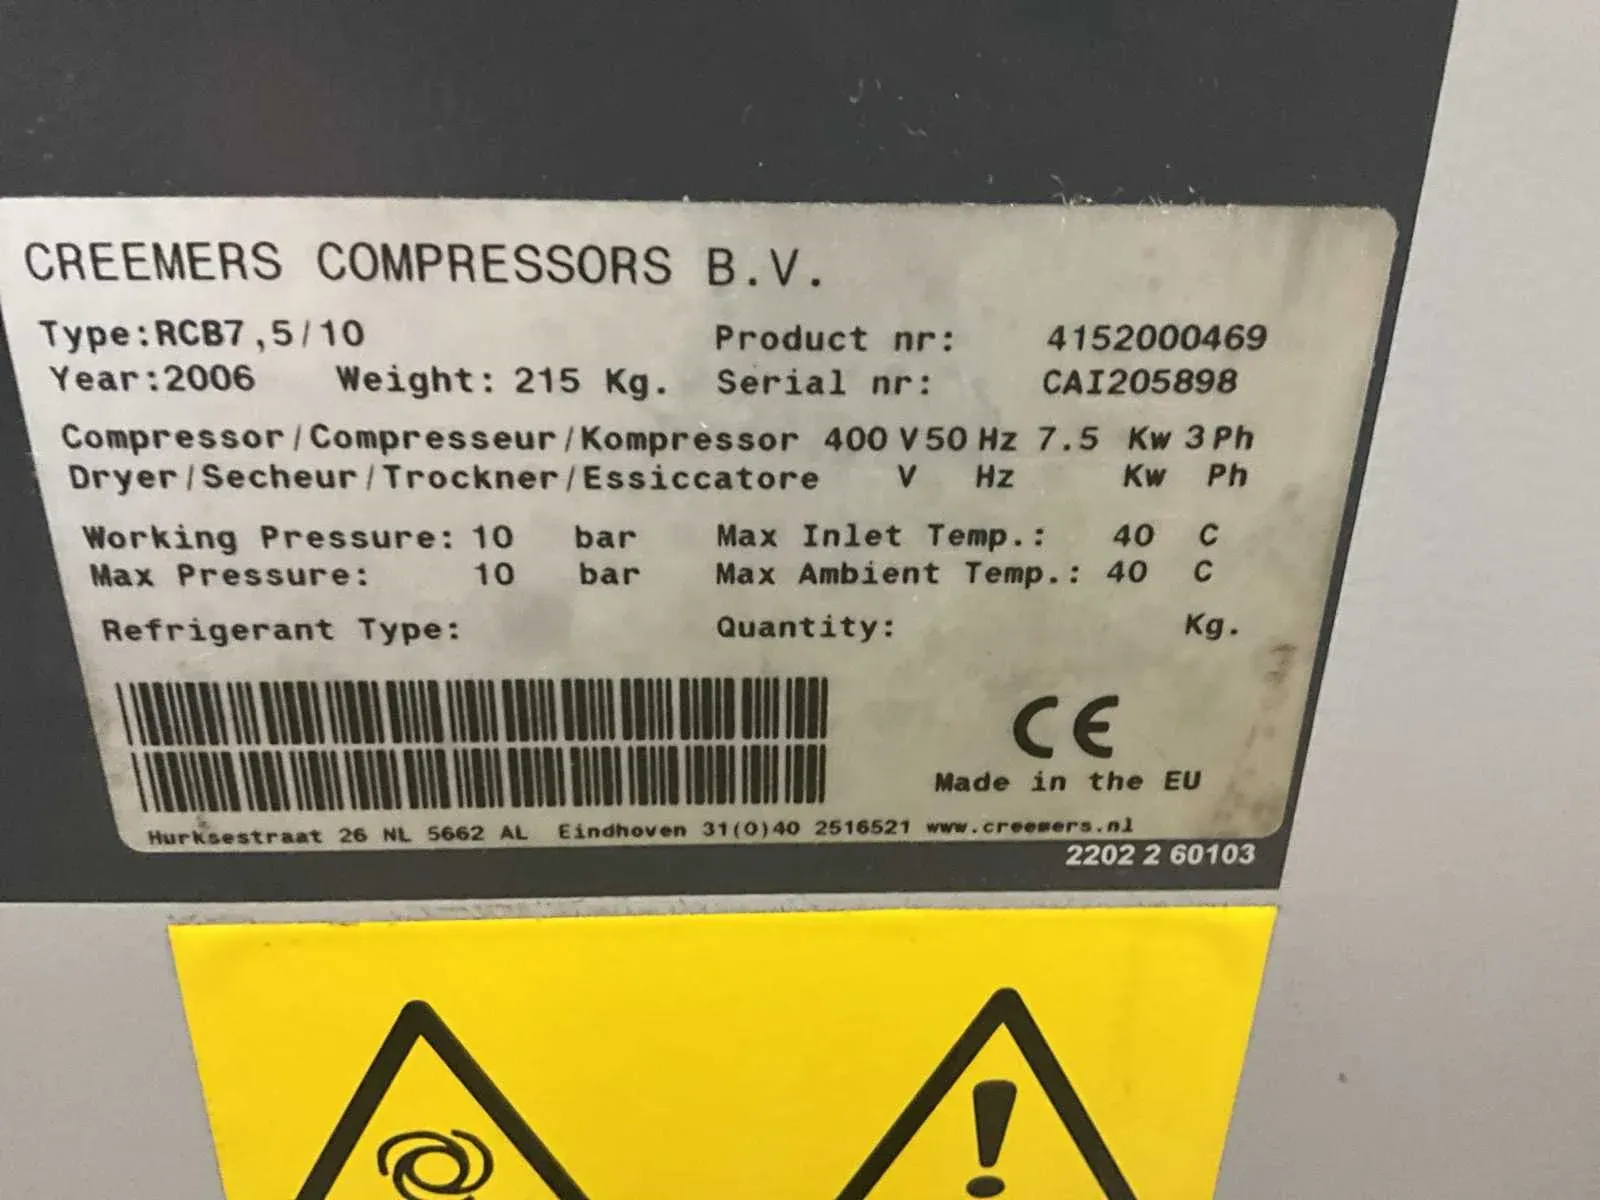 CREEMERS COMPRESSORS B.V.
Type:RCB7,5/10 Product nr: 4152000469
Year:2006 Weight: 215 Kg. Serial nr: CAI205898
Compressor/Compresseur/Kompressor 400 V 50 Hz 7.5 Kw 3 Ph
Dryer/Secheur/Trockner/Essiccatore V Hz Kw Ph
Working Pressure: 10 bar Max Inlet Temp.: 40 C
Max Pressure: 10 bar Max Ambient Temp.: 40 C
Refrigerant Type: Quantity: Kg.
CE
Made in the EU
Hurksestraat 26 NL 5662 AL Eindhoven 31(0)40 2516521 www.creemers.nl
2202 2 60103